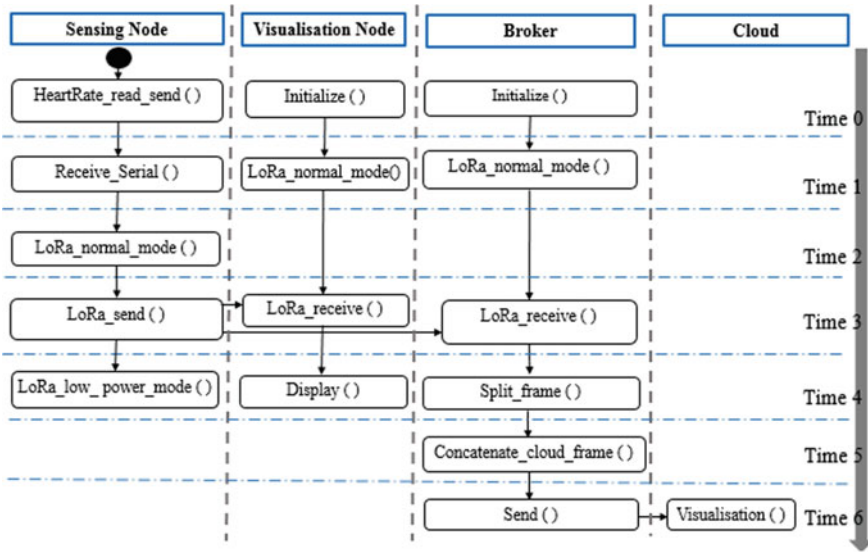 Sensing Node Visualisation Node Broker Cloud
HeartRate_read_send ( ) Initialize ( ) Initialize ( ) Time 0
Receive_Serial ( ) LoRa_normal_mode() LoRa_normal_mode ( ) Time 1
LoRa_normal_mode ( ) Time 2
LoRa_send ( ) LoRa_receive ( ) LoRa_receive ( ) Time 3
LoRa_low_ power_mode ( ) Display ( ) Split_frame ( ) Time 4
Concatenate_cloud_frame ( ) Time 5
Send ( ) Visualisation ( ) Time 6